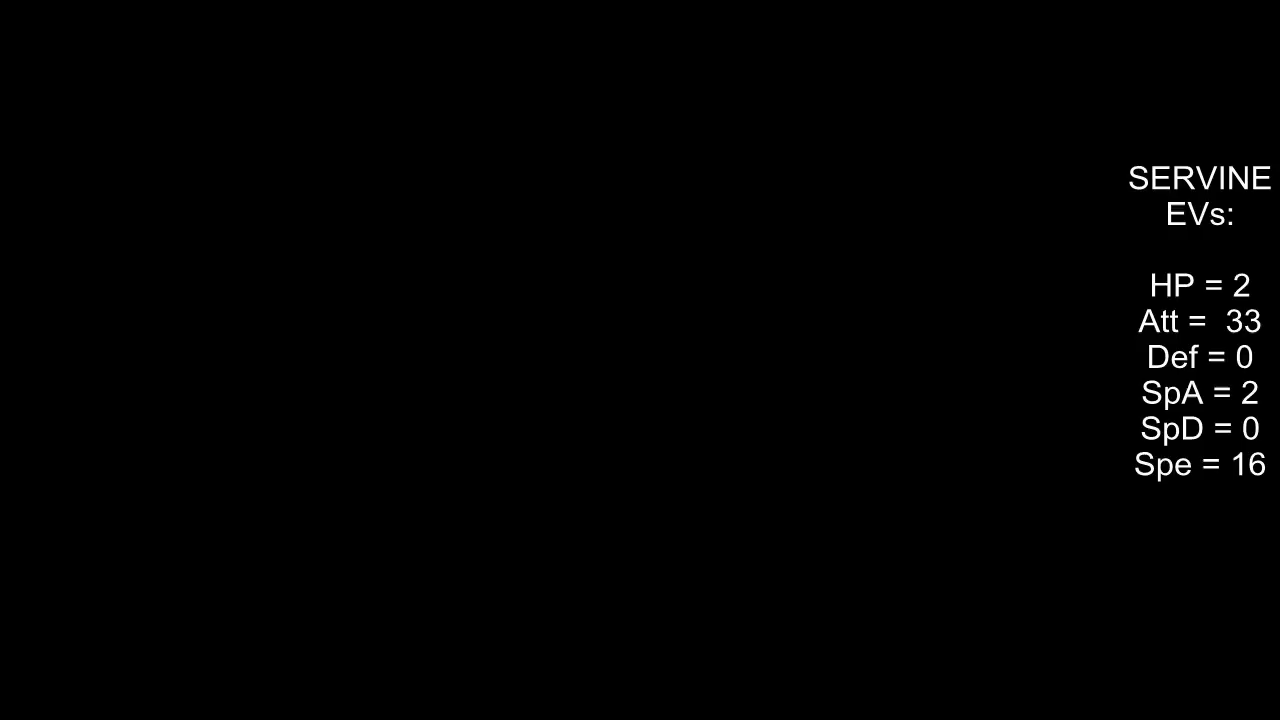 SERVINE
EVs:
HP = 2
Att =  33
Def = 0
SpA = 2
SpD = 0
Spe = 16